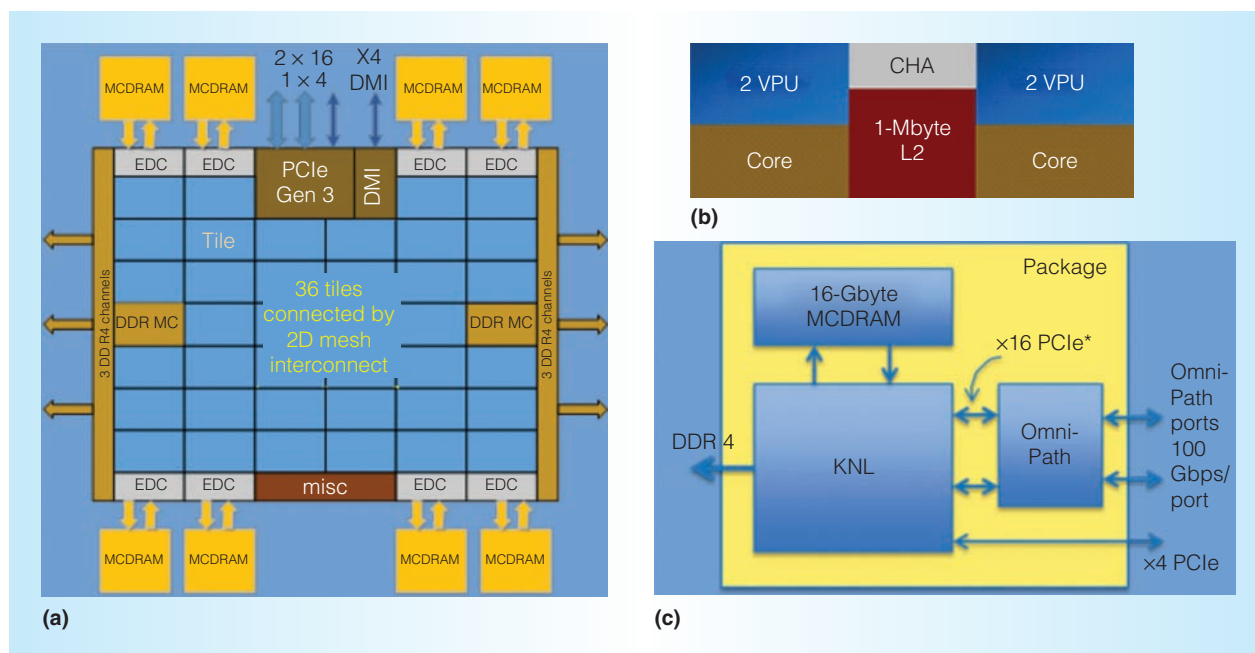 MCDRAM
MCDRAM
2 × 16
1 × 4
X4
DMI
MCDRAM
MCDRAM
EDC
EDC
PCIe
Gen 3
DMI
EDC
EDC
Tile
3 DD R4 channels
DDR MC
36 tiles
connected by
2D mesh
interconnect
DDR MC
3 DD R4 channels
EDC
EDC
misc
EDC
EDC
MCDRAM
MCDRAM
MCDRAM
MCDRAM
(a)
2 VPU
CHA
2 VPU
Core
1-Mbyte
L2
Core
(b)
Package
16-Gbyte
MCDRAM
×16 PCIe*
DDR 4
KNL
Omni-
Path
Omni-
Path
ports
100
Gbps/
port
×4 PCIe
(c)